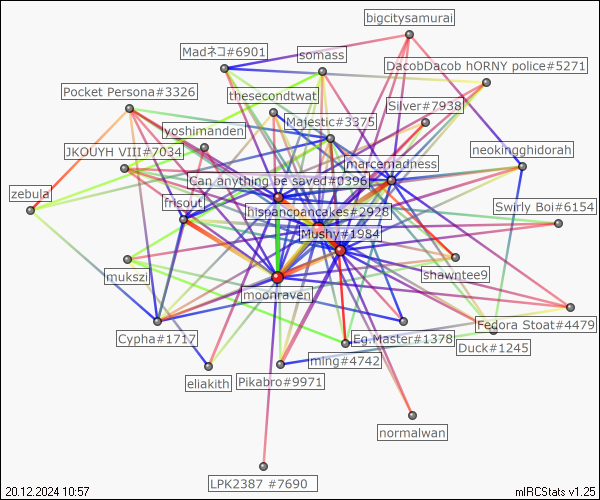 bigcitysamurai
Madネコ#6901
somass
DacobDacob hORNY police#5271
Pocket Persona#3326
thesecondtwat
Silver#7938
Majestic#3375
yoshimanden
JKOUYH VIII#7034
marcemadness
neokingghidorah
Can anything be saved#0396
zebula
frisout
hispancpancakes#2928
Swirly Boi#6154
Mushy#1984
mukszi
shawntee9
moonraven
Fedora Stoat#4479
Cypha#1717
Eg.Master#1378
Duck#1245
ming#4742
eliakith
Pikabro#9971
normalwan
LPK2387 #7690
20.12.2024 10:57
mIRCStats v1.25